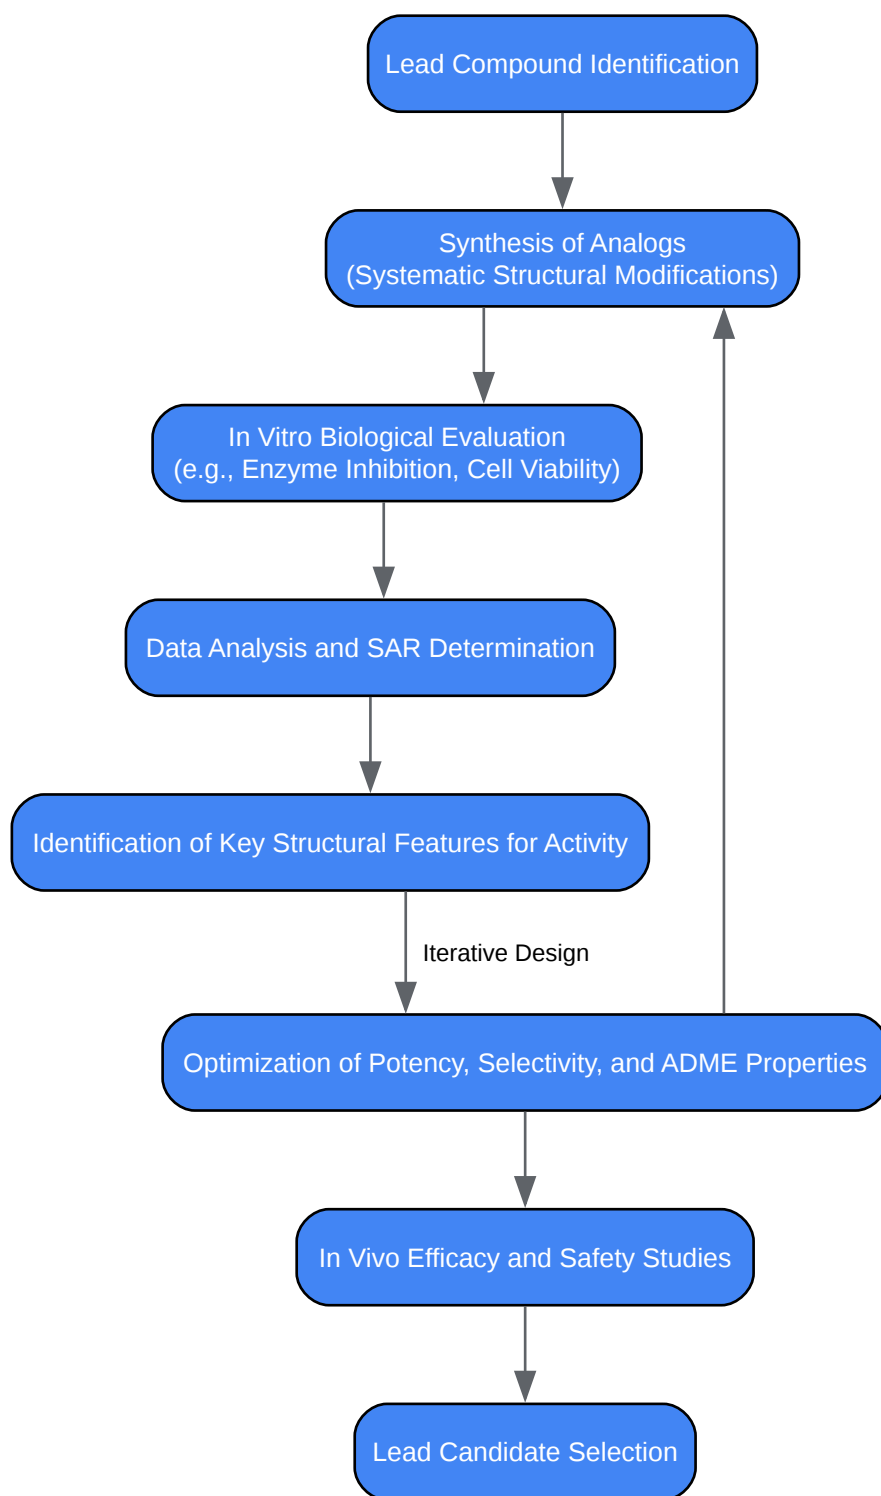 Lead Compound Identification
Synthesis of Analogs
(Systematic Structural Modifications)
In Vitro Biological Evaluation
(e.g., Enzyme Inhibition, Cell Viability)
Data Analysis and SAR Determination
Identification of Key Structural Features for Activity
Iterative Design
Optimization of Potency, Selectivity, and ADME Properties
In Vivo Efficacy and Safety Studies
Lead Candidate Selection